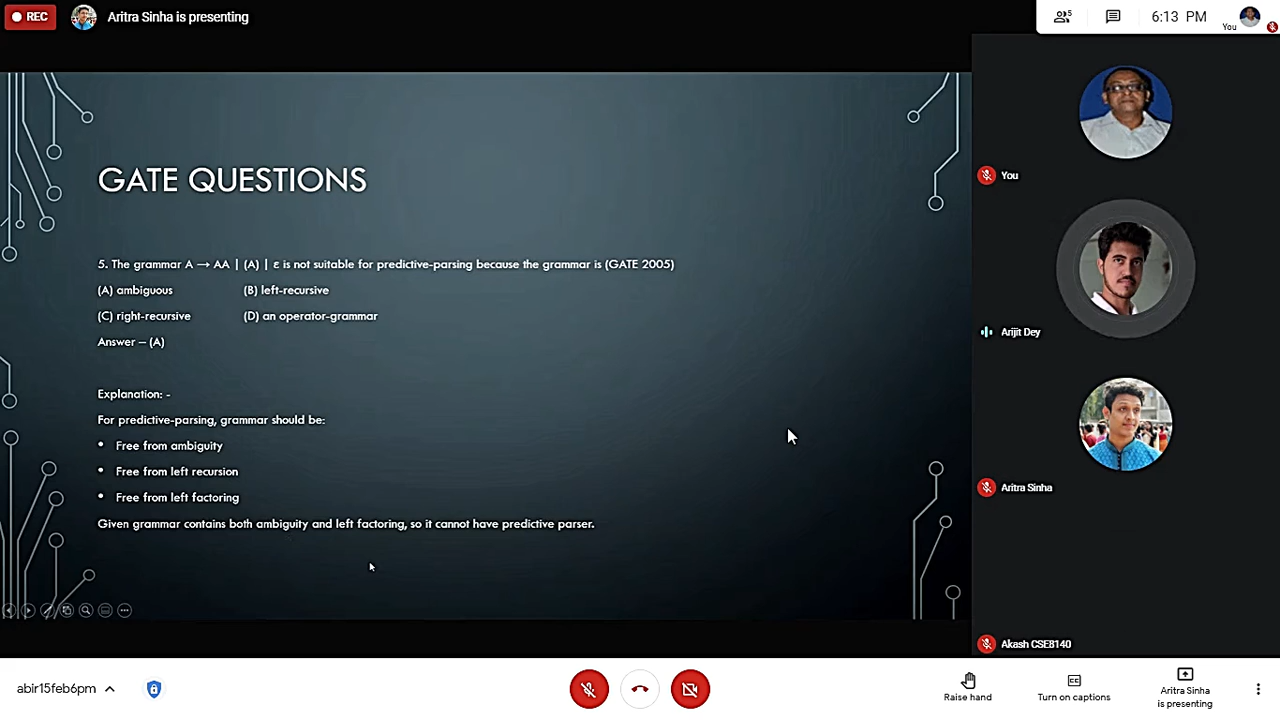 REC
Aritra Sinha is presenting
5
6:13 PM
You
GATE QUESTIONS
5. The grammar A → AA | (A) | ε is not suitable for predictive-parsing because the grammar is (GATE 2005)
(A) ambiguous (B) left-recursive
(C) right-recursive (D) an operator-grammar
Answer – (A)
Explanation: -
For predictive-parsing, grammar should be:
• Free from ambiguity
• Free from left recursion
• Free from left factoring
Given grammar contains both ambiguity and left factoring, so it cannot have predictive parser.
You
Arijit Dey
Aritra Sinha
Akash CSE8140
abir15feb6pm
Raise hand
Turn on captions
Aritra Sinha
is presenting